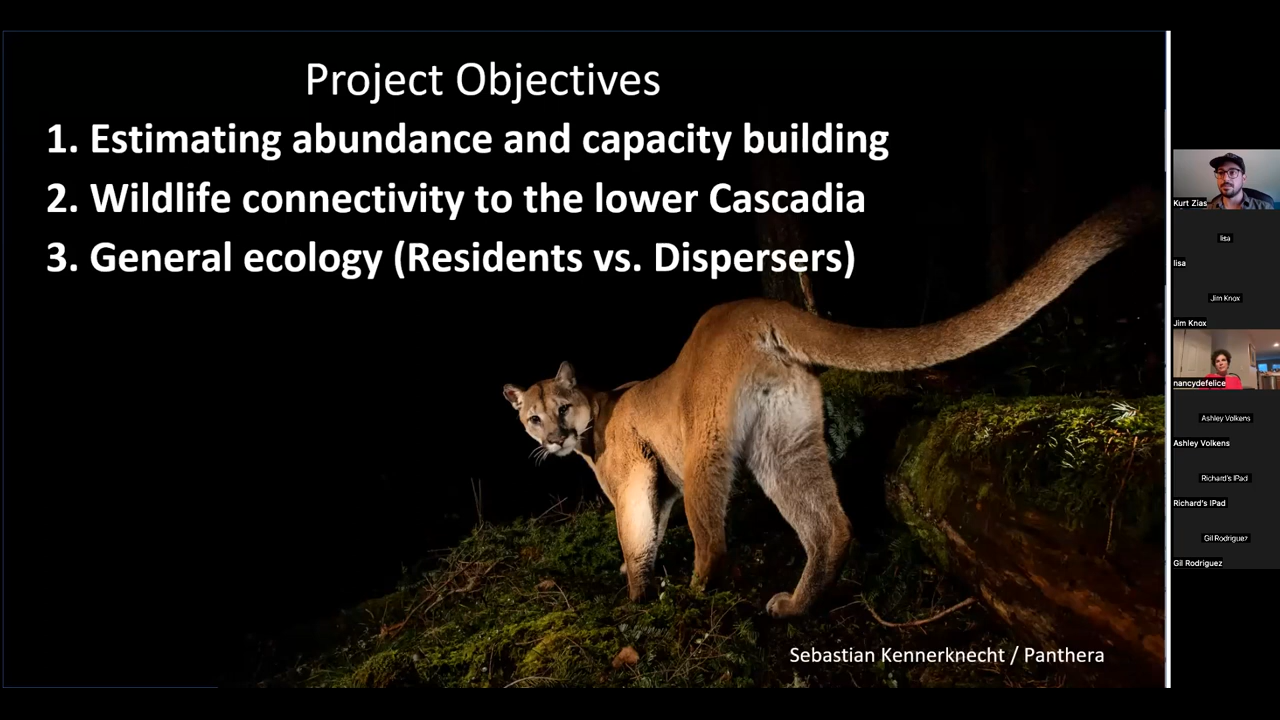 Project Objectives
1. Estimating abundance and capacity building
2. Wildlife connectivity to the lower Cascadia
3. General ecology (Residents vs. Dispersers)
Sebastian Kennerknecht / Panthera
Kurt Zias
lisa
lisa
Jim Knox
Jim Knox
nancydefelice
Ashley Volkens
Ashley Volkens
Richard's IPad
Richard's IPad
Gil Rodriguez
Gil Rodriguez